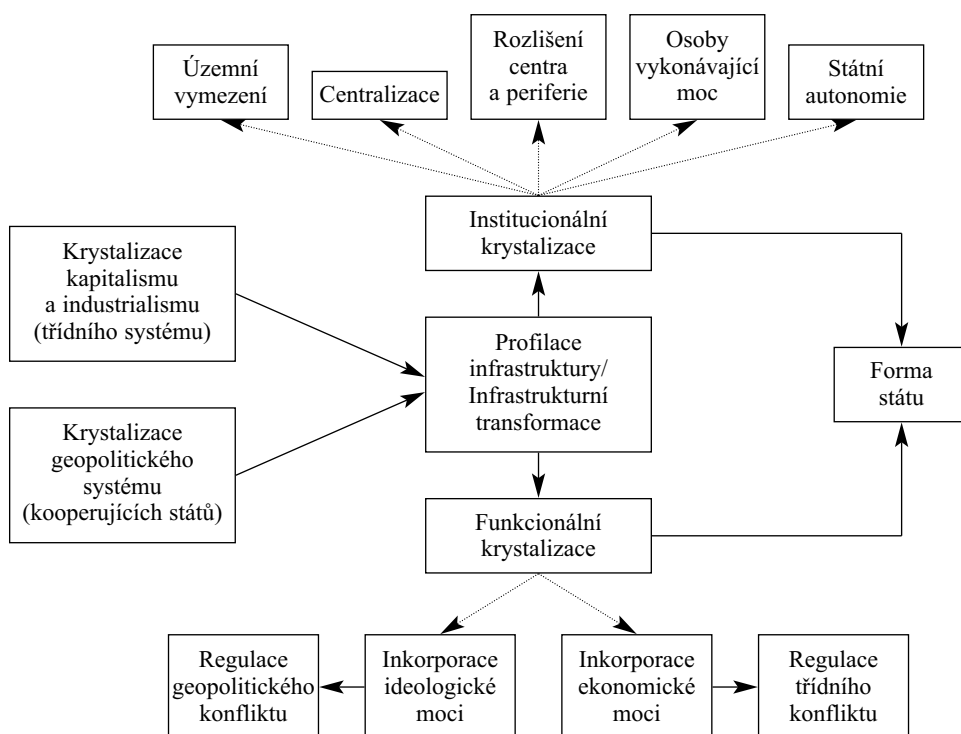 Územní
vymezení
Centralizace
Rozlišení
centra
a periferie
Osoby
vykonávající
moc
Státní
autonomie
Institucionální
krystalizace
Krystalizace
kapitalismu
a industrialismu
(třídního systému)
Profilace
infrastruktury/
Infrastrukturní
transformace
Forma
státu
Krystalizace
geopolitického
systému
(kooperujících států)
Funkcionální
krystalizace
Regulace
geopolitického
konfliktu
Inkorporace
ideologické
moci
Inkorporace
ekonomické
moci
Regulace
třídního
konfliktu